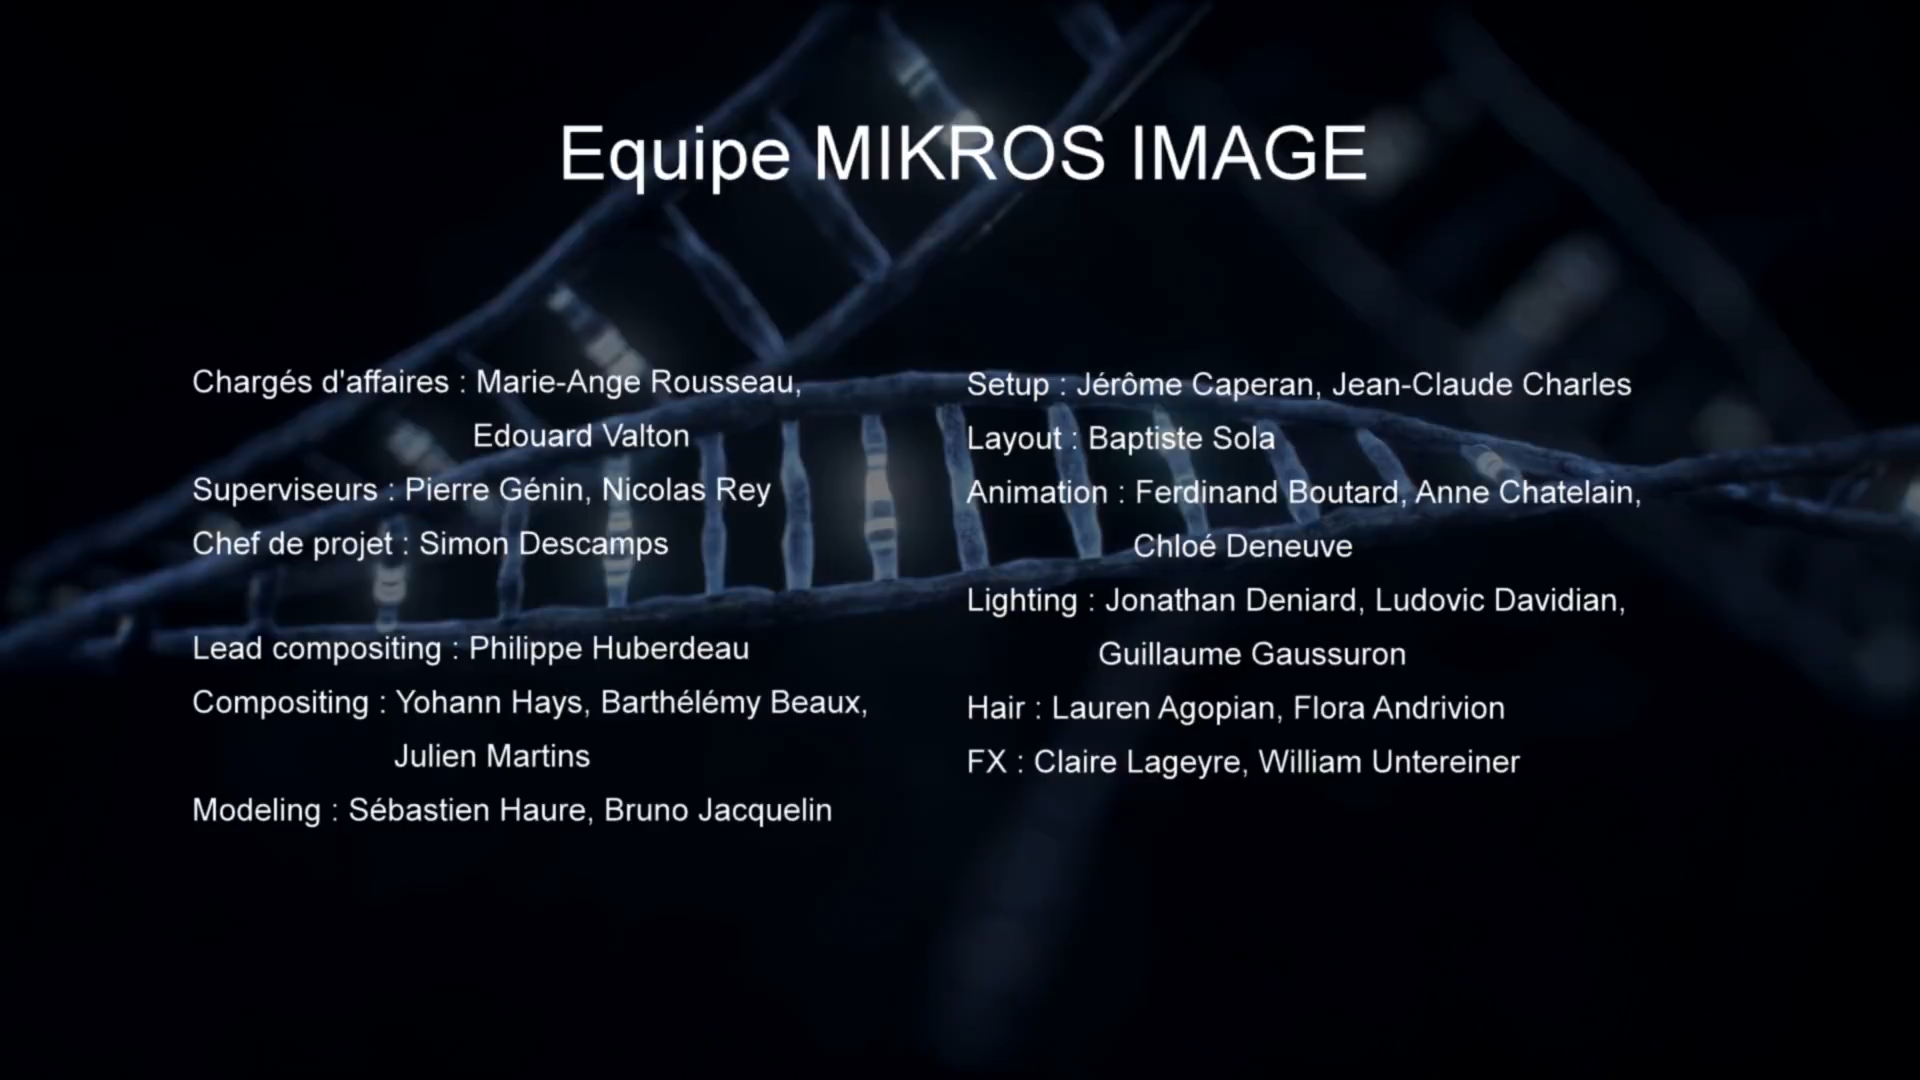 Equipe MIKROS IMAGE
Chargés d'affaires : Marie-Ange Rousseau,
Edouard Valton
Superviseurs : Pierre Génin, Nicolas Rey
Chef de projet : Simon Descamps
Lead compositing : Philippe Huberdeau
Compositing : Yohann Hays, Barthélémy Beaux,
Julien Martins
Modeling : Sébastien Haure, Bruno Jacquelin
Setup : Jérôme Caperan, Jean-Claude Charles
Layout : Baptiste Sola
Animation : Ferdinand Boutard, Anne Chatelain,
Chloé Deneuve
Lighting : Jonathan Deniard, Ludovic Davidian,
Guillaume Gaussuron
Hair : Lauren Agopian, Flora Andrivion
FX : Claire Lageyre, William Untereiner